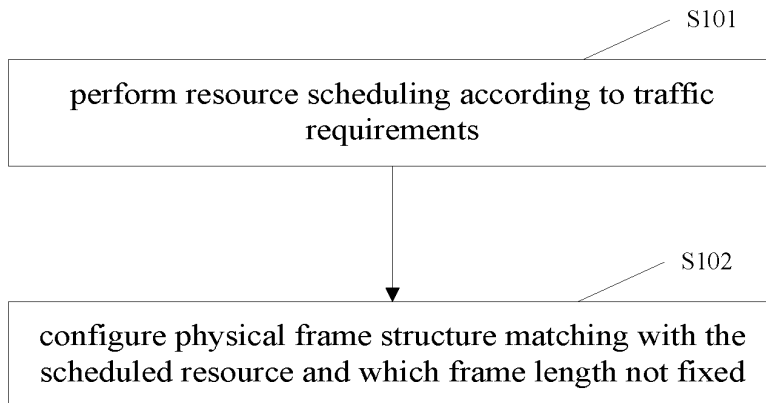 S101
perform resource scheduling according to traffic
requirements
S102
configure physical frame structure matching with the
scheduled resource and which frame length not fixed